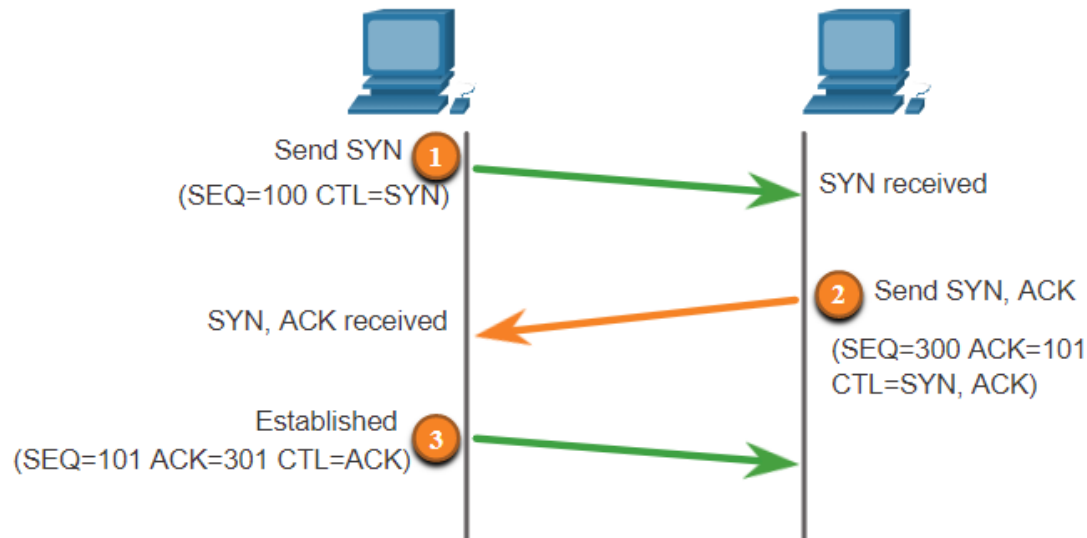 Send SYN 1
(SEQ=100 CTL=SYN)
SYN received
2 Send SYN, ACK
SYN, ACK received
(SEQ=300 ACK=101
CTL=SYN, ACK)
Established 3
(SEQ=101 ACK=301 CTL=ACK)